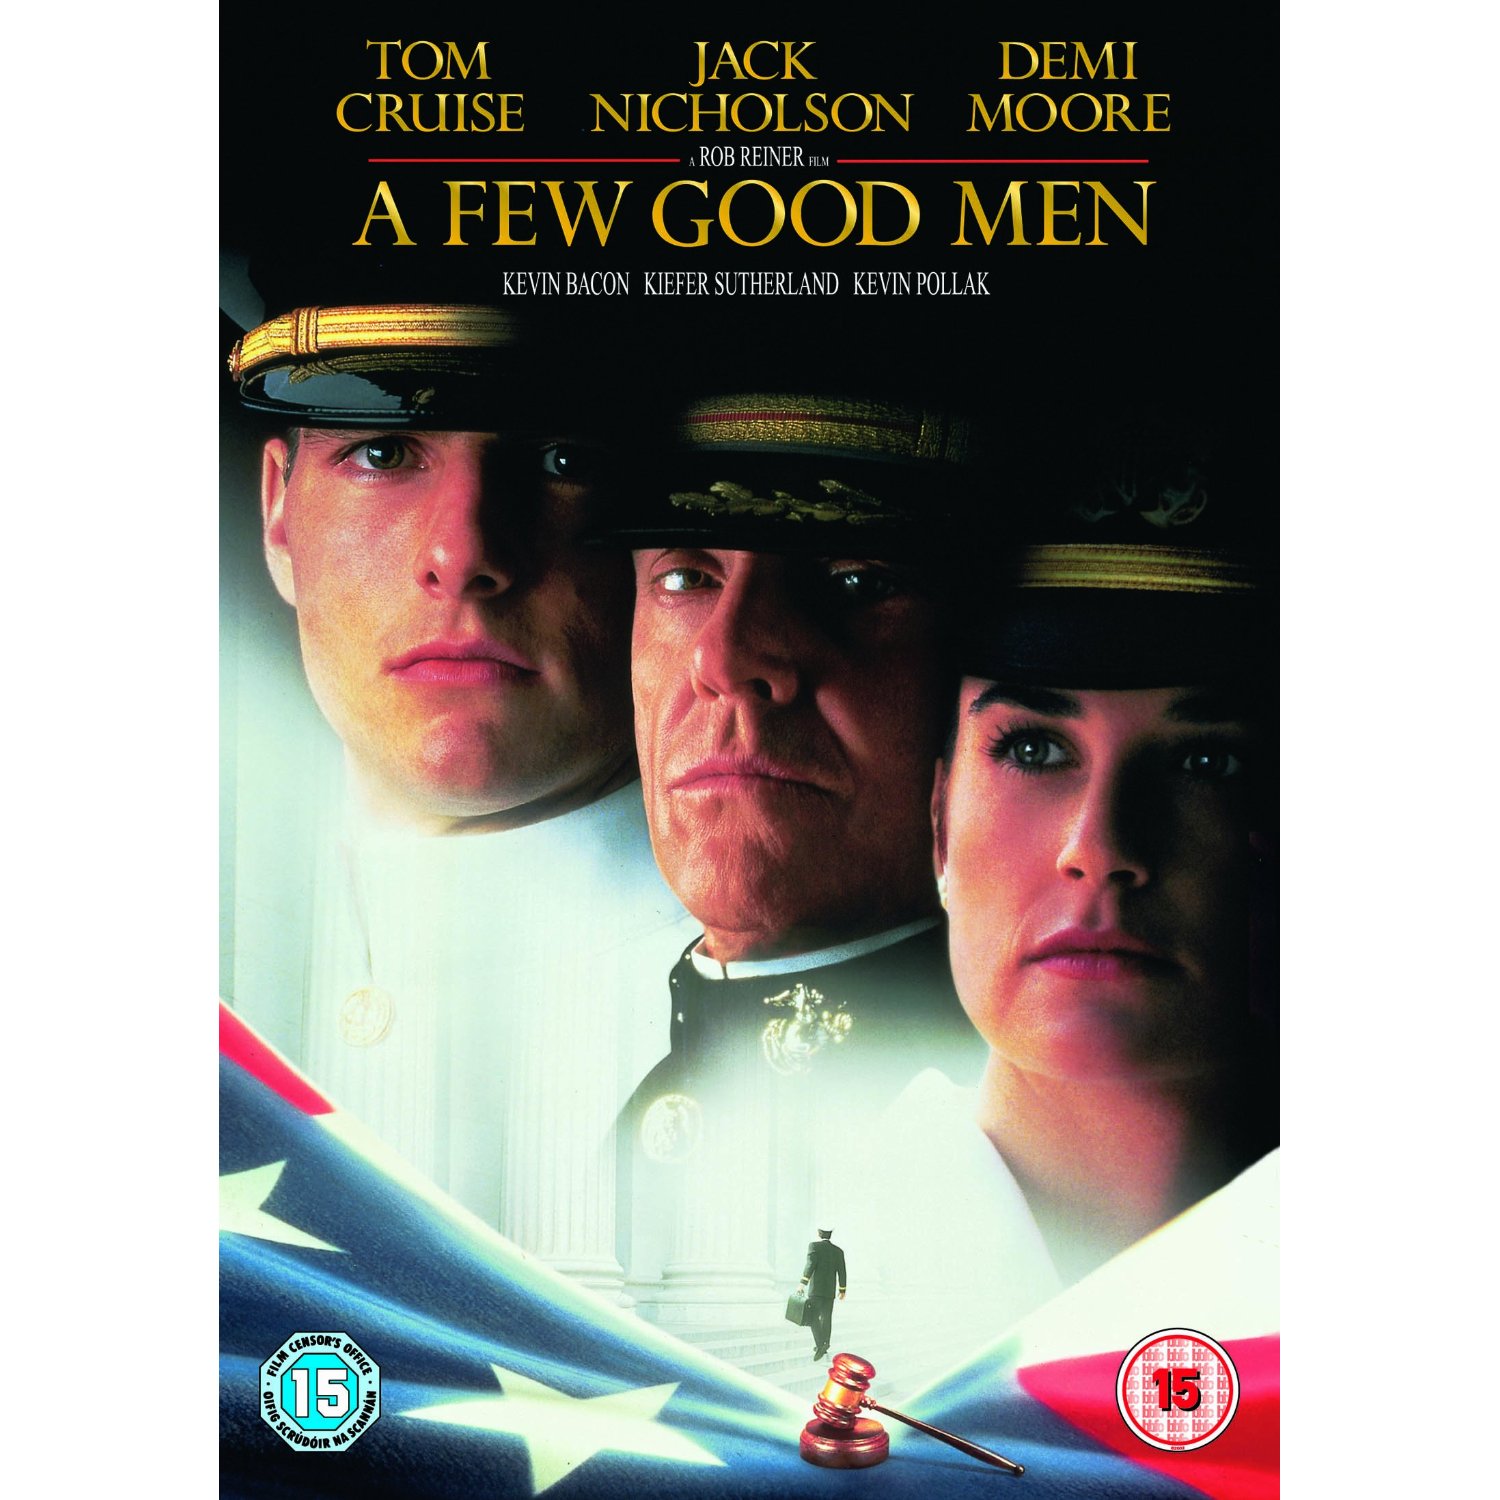 TOM
CRUISE
JACK
NICHOLSON
DEMI
MOORE
A ROB REINER FILM
A FEW GOOD MEN
KEVIN BACON KIEFER SUTHERLAND KEVIN POLLAK
· FILM CENSOR'S OFFICE ·
15
OIFIG SCRÚDÓIR NA SCANNÁN
15